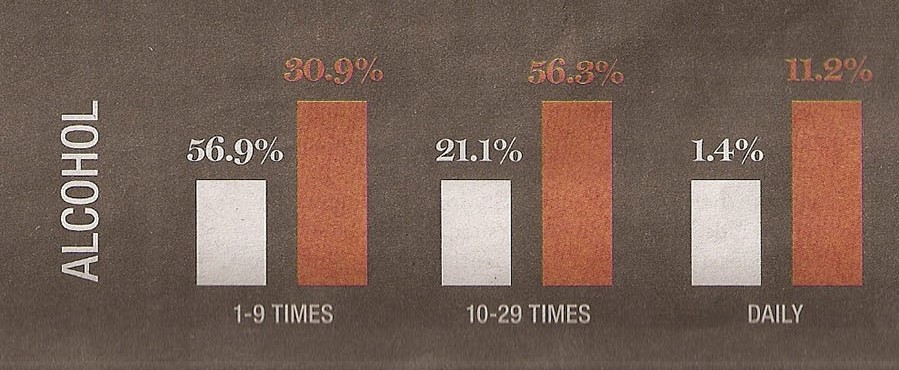 ALCOHOL
30.9%
56.3%
11.2%
56.9%
21.1%
1.4%
1-9 TIMES
10-29 TIMES
DAILY